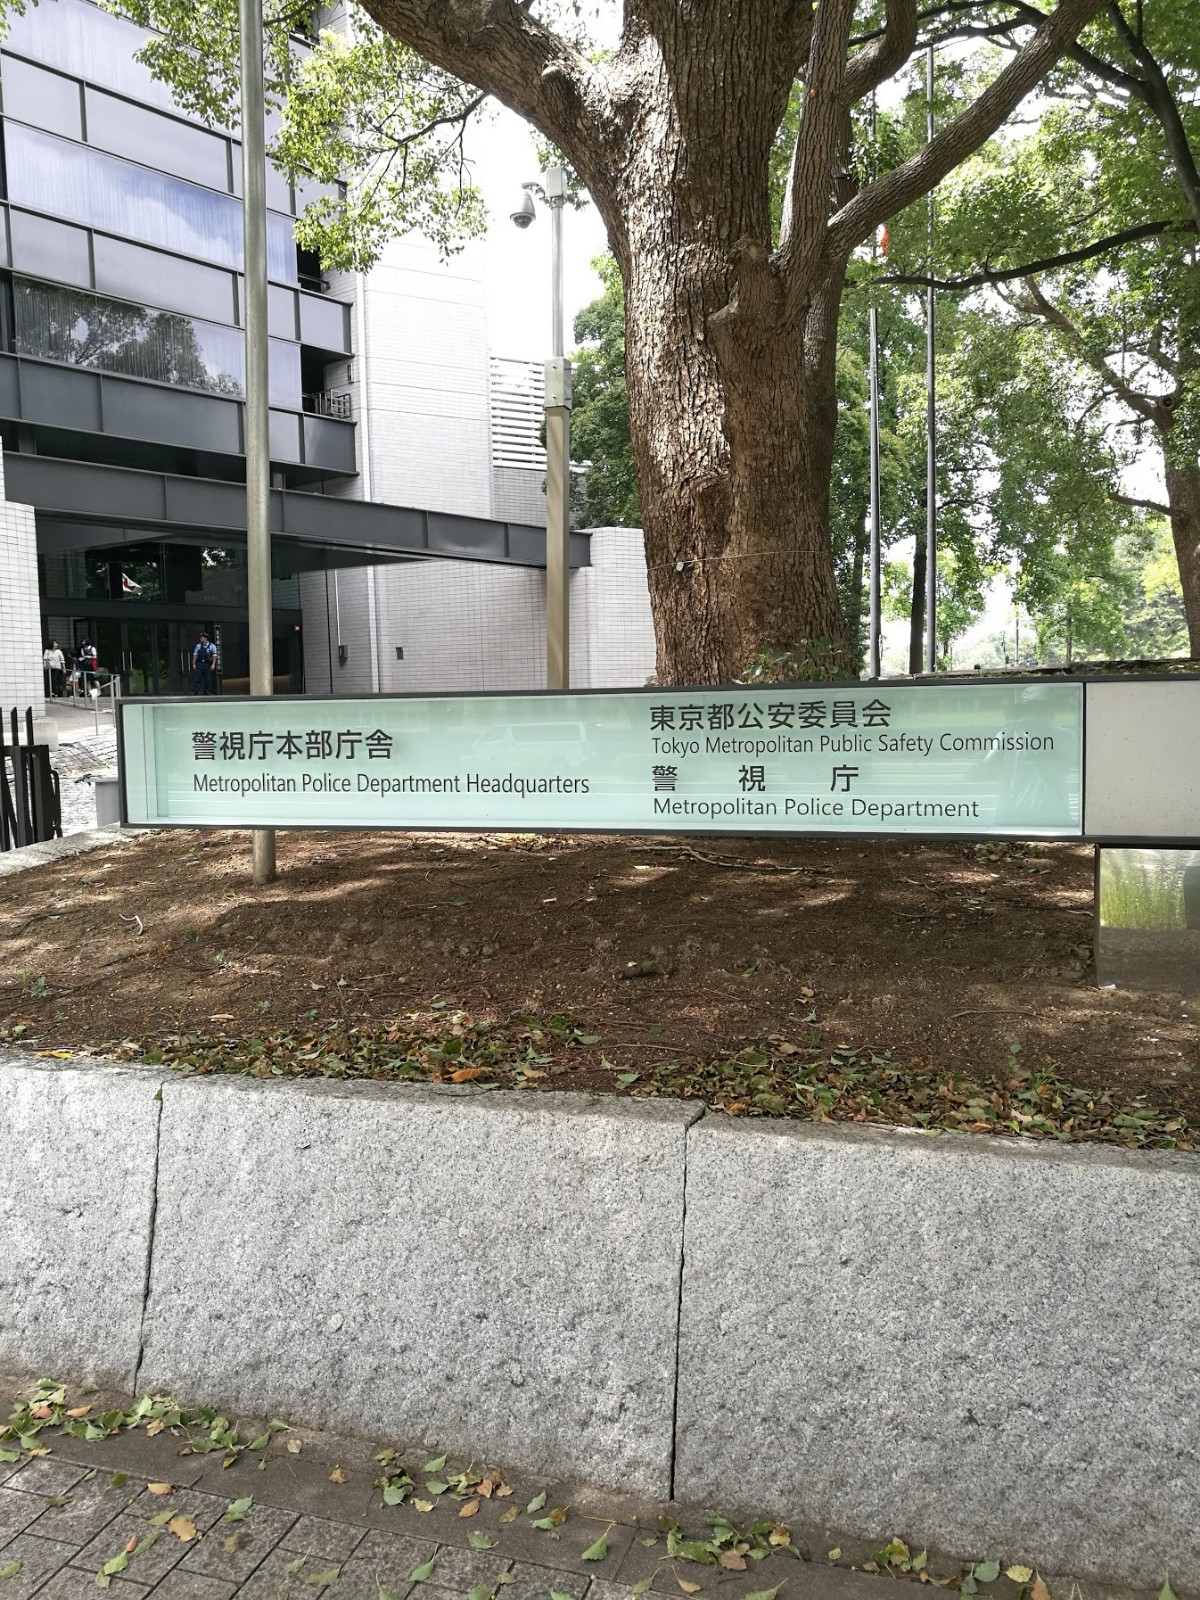 警視庁本部庁舎
Metropolitan Police Department Headquarters
東京都公安委員会
Tokyo Metropolitan Public Safety Commission
警視庁
Metropolitan Police Department